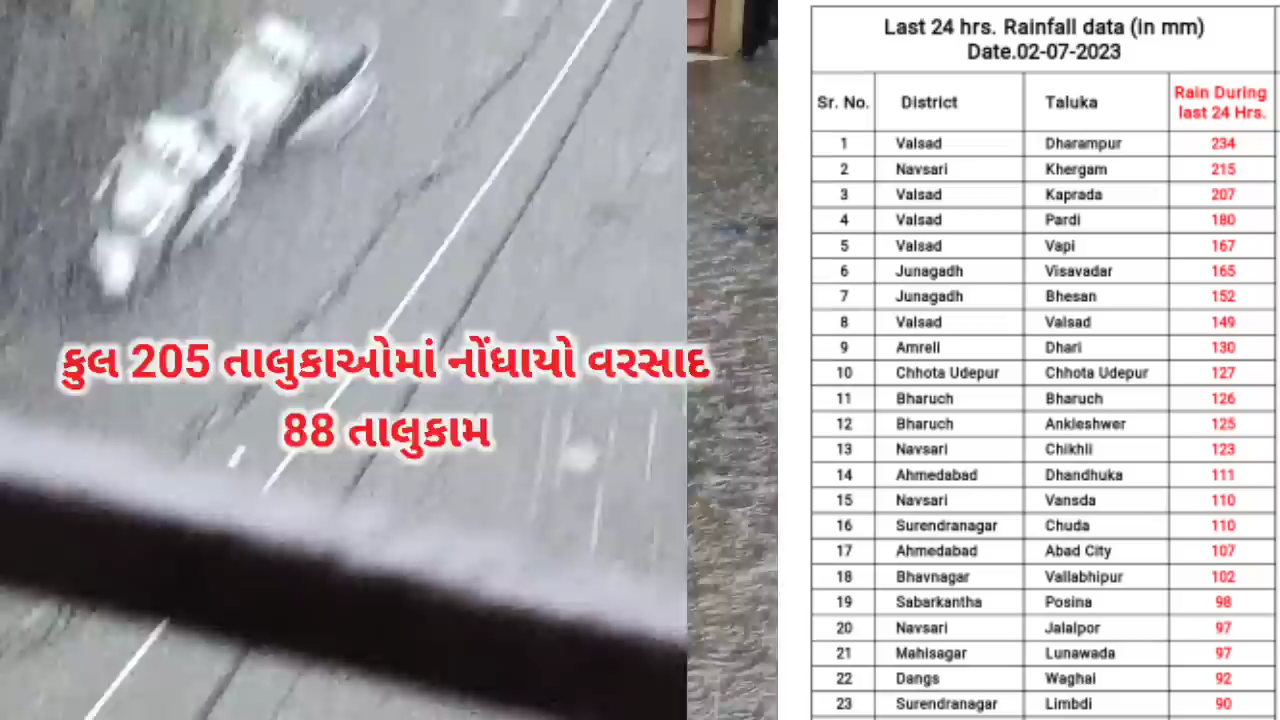 કુલ 205 તાલુકાઓમાં નોંધાયો વરસાદ
88 તાલુકામ
Last 24 hrs. Rainfall data (in mm)
Date.02-07-2023
Sr. No. District Taluka Rain During last 24 Hrs.
1 Valsad Dharampur 234
2 Navsari Khergam 215
3 Valsad Kaprada 207
4 Valsad Pardi 180
5 Valsad Vapi 167
6 Junagadh Visavadar 165
7 Junagadh Bhesan 152
8 Valsad Valsad 149
9 Amreli Dhari 130
10 Chhota Udepur Chhota Udepur 127
11 Bharuch Bharuch 126
12 Bharuch Ankleshwer 125
13 Navsari Chikhli 123
14 Ahmedabad Dhandhuka 111
15 Navsari Vansda 110
16 Surendranagar Chuda 110
17 Ahmedabad Abad City 107
18 Bhavnagar Vallabhipur 102
19 Sabarkantha Posina 98
20 Navsari Jalalpor 97
21 Mahisagar Lunawada 97
22 Dangs Waghai 92
23 Surendranagar Limbdi 90